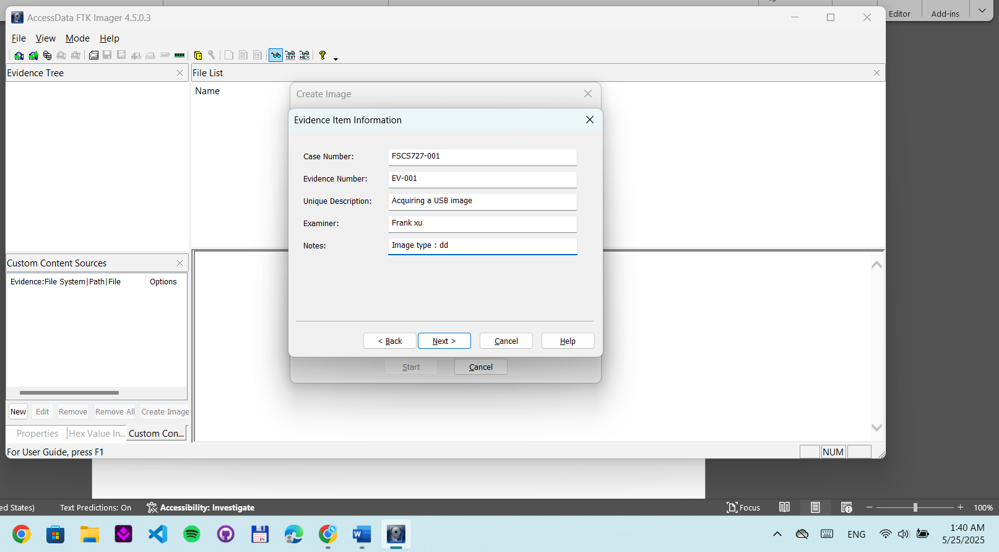 AccessData FTK Imager 4.5.0.3
Editor
Add-ins
File View Mode Help
TEXT HEX
Evidence Tree
File List
Name
Create Image
Evidence Item Information
Case Number: FSCS727-001
Evidence Number: EV-001
Unique Description: Acquiring a USB image
Examiner: Frank xu
Notes: Image type : dd
< Back Next > Cancel Help
Start Cancel
Custom Content Sources
Evidence:File System|Path|File Options
New Edit Remove Remove All Create Image
Properties Hex Value In... Custom Con...
For User Guide, press F1
NUM
ed States) Text Predictions: On Accessibility: Investigate Focus 100%
64
ENG
1:40 AM
5/25/2025